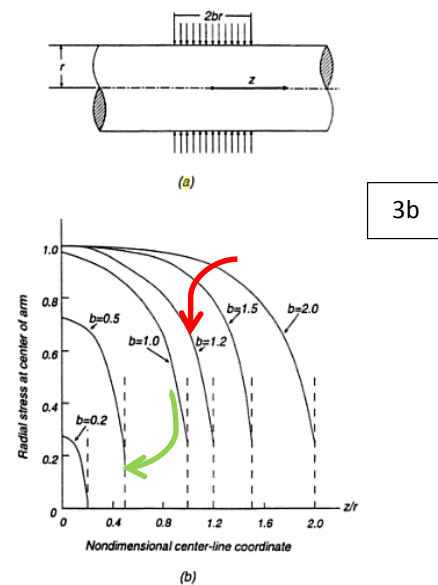 2br
r
z
(a)
3b
Radial stress at center of arm
1.0
0.8
0.6
0.4
0.2
0
b=0.5
b=0.2
b=1.0
b=1.2
b=1.5
b=2.0
0 0.4 0.8 1.2 1.6 2.0 z/r
Nondimensional center-line coordinate
(b)